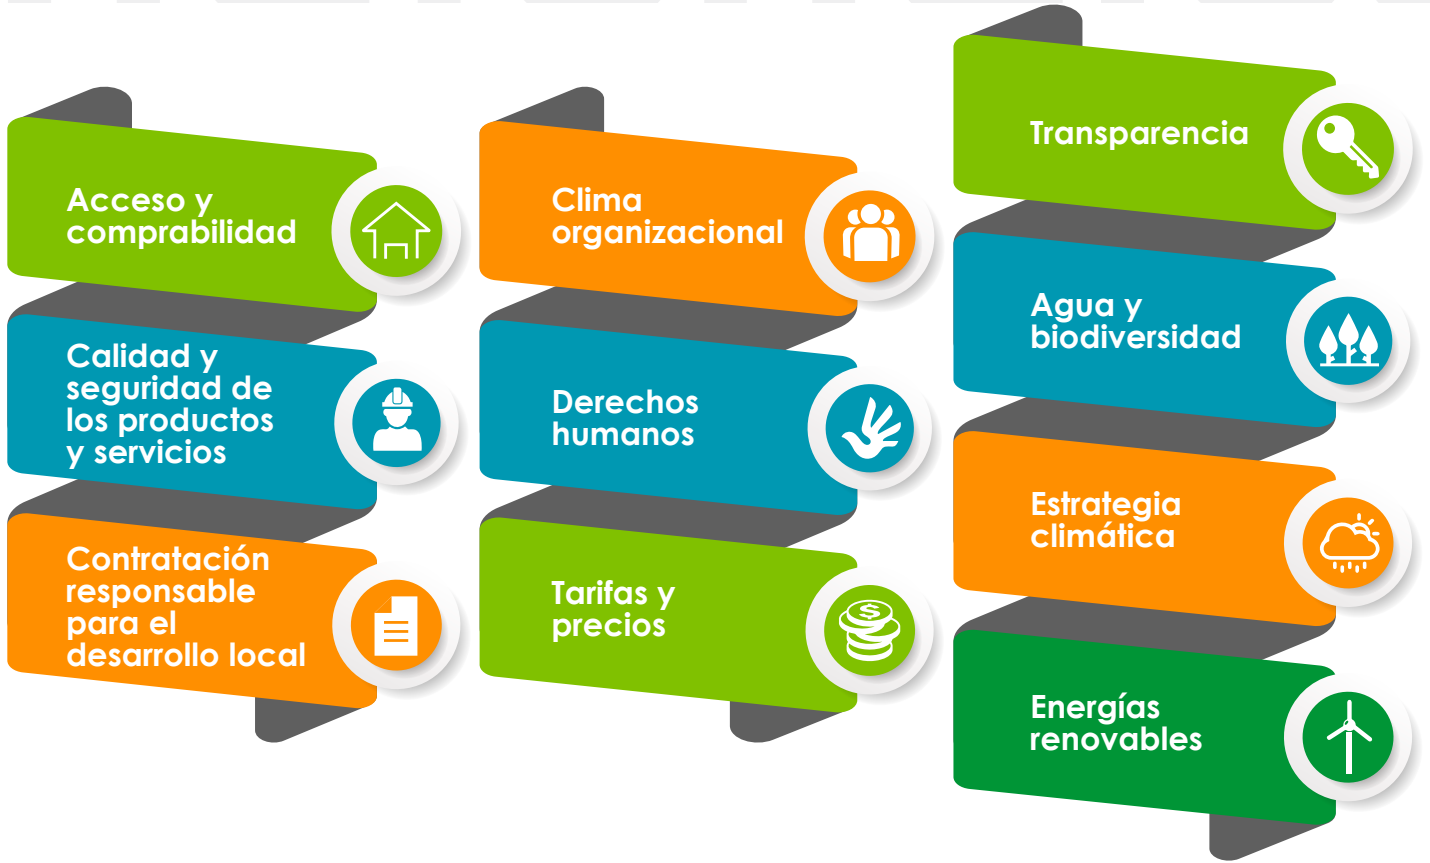 Acceso y
comprabilidad
Calidad y
seguridad de
los productos
y servicios
Contratación
responsable
para el
desarrollo local
Clima
organizacional
Derechos
humanos
Tarifas y
precios
$
Transparencia
Agua y
biodiversidad
Estrategia
climática
Energías
renovables